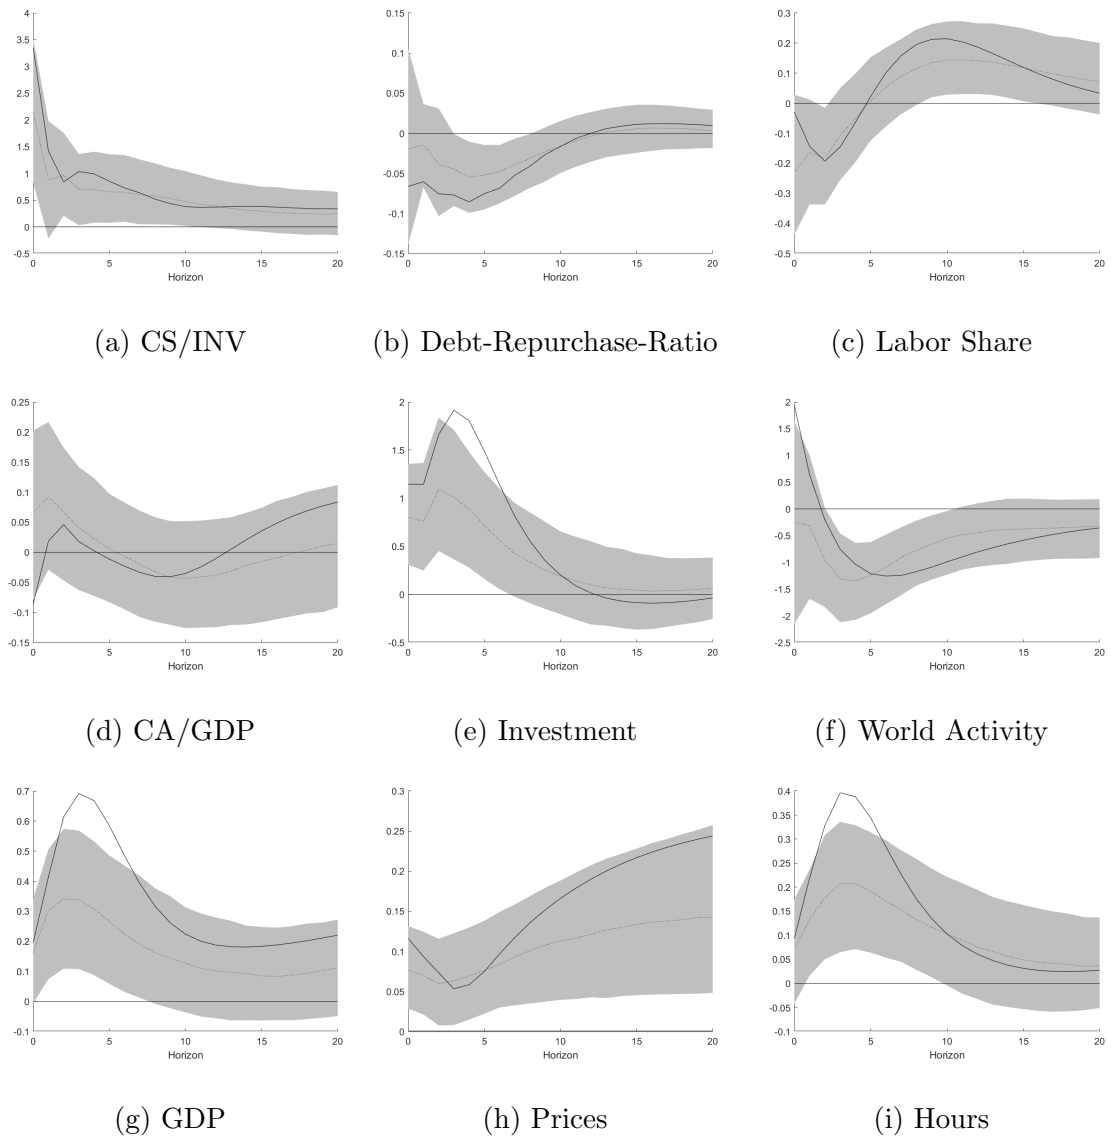 4
3.5
3
2.5
2
1.5
1
0.5
0
-0.5
0 5 10 15 20
Horizon
(a) CS/INV
0.15
0.1
0.05
0
-0.05
-0.1
-0.15
0 5 10 15 20
Horizon
(b) Debt-Repurchase-Ratio
0.3
0.2
0.1
0
-0.1
-0.2
-0.3
-0.4
-0.5
0 5 10 15 20
Horizon
(c) Labor Share
0.25
0.2
0.15
0.1
0.05
0
-0.05
-0.1
-0.15
0 5 10 15 20
Horizon
(d) CA/GDP
2
1.5
1
0.5
0
-0.5
0 5 10 15 20
Horizon
(e) Investment
2
1.5
1
0.5
0
-0.5
-1
-1.5
-2
-2.5
0 5 10 15 20
Horizon
(f) World Activity
0.7
0.6
0.5
0.4
0.3
0.2
0.1
0
-0.1
0 5 10 15 20
Horizon
(g) GDP
0.3
0.25
0.2
0.15
0.1
0.05
0
0 5 10 15 20
Horizon
(h) Prices
0.4
0.35
0.3
0.25
0.2
0.15
0.1
0.05
0
-0.05
-0.1
0 5 10 15 20
Horizon
(i) Hours